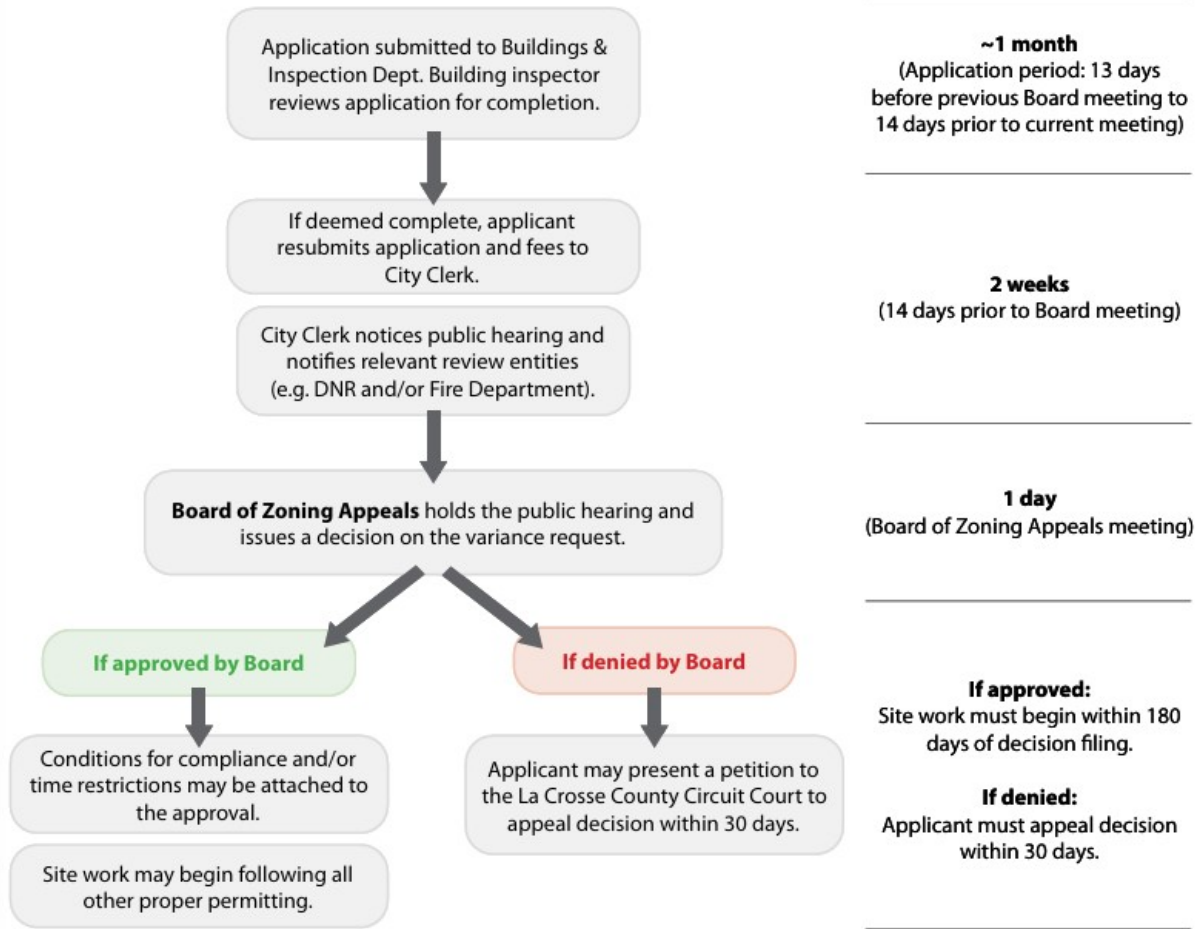 Application submitted to Buildings &
Inspection Dept. Building inspector
reviews application for completion.
~1 month
(Application period: 13 days
before previous Board meeting to
14 days prior to current meeting)
If deemed complete, applicant
resubmits application and fees to
City Clerk.
City Clerk notices public hearing and
notifies relevant review entities
(e.g. DNR and/or Fire Department).
2 weeks
(14 days prior to Board meeting)
Board of Zoning Appeals holds the public hearing and
issues a decision on the variance request.
1 day
(Board of Zoning Appeals meeting)
If approved by Board
Conditions for compliance and/or
time restrictions may be attached to
the approval.
Site work may begin following all
other proper permitting.
If denied by Board
Applicant may present a petition to
the La Crosse County Circuit Court to
appeal decision within 30 days.
If approved:
Site work must begin within 180
days of decision filing.
If denied:
Applicant must appeal decision
within 30 days.